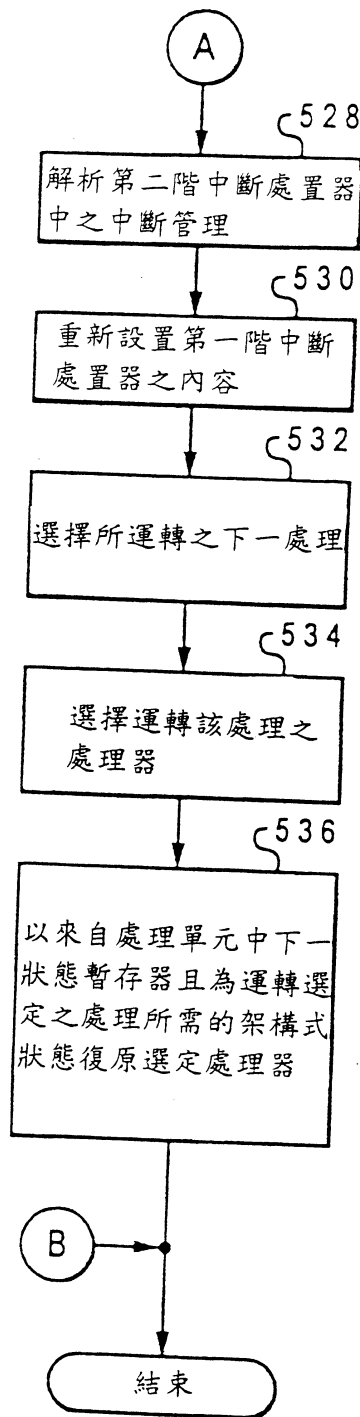 A
528
解析第二階中斷處置器
中之中斷管理
530
重新設置第一階中斷
處置器之內容
532
選擇所運轉之下一處理
534
選擇運轉該處理之
處理器
536
以來自處理單元中下一
狀態暫存器且為運轉選
定之處理所需的架構式
狀態復原選定處理器
B
結束